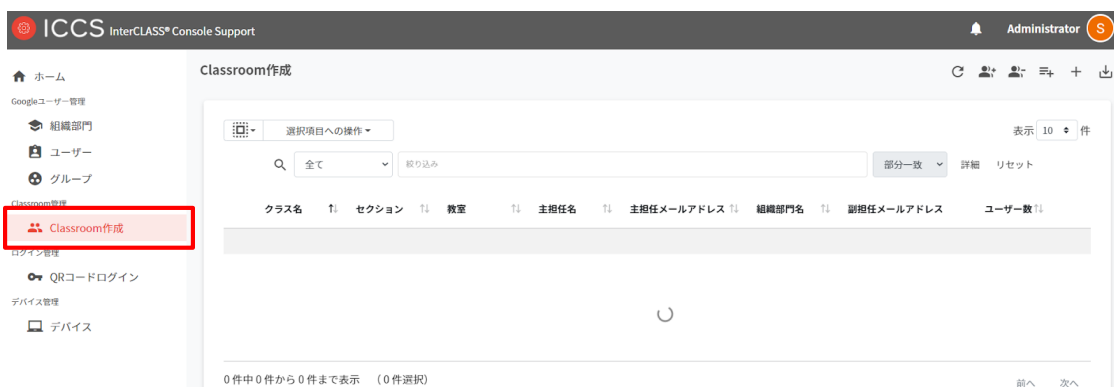 ICCS InterCLASS® Console Support
Administrator
S
ホーム
Googleユーザー管理
組織部門
ユーザー
グループ
Classroom管理
Classroom作成
ログイン管理
QRコードログイン
デバイス管理
デバイス
Classroom作成
選択項目への操作
表示 10 件
全て 絞り込み 部分一致 詳細 リセット
クラス名 セクション 教室 主担任名 主担任メールアドレス 組織部門名 副担任メールアドレス ユーザー数
0 件中 0 件から 0 件まで表示 (0 件選択)
前へ 次へ